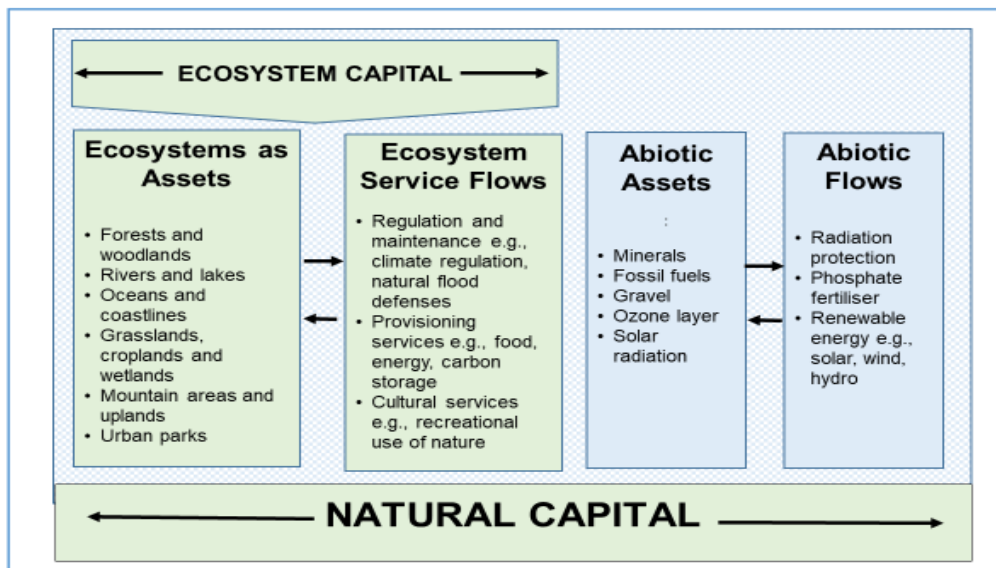 ECOSYSTEM CAPITAL
Ecosystems as
Assets
• Forests and
woodlands
• Rivers and lakes
• Oceans and
coastlines
• Grasslands,
croplands and
wetlands
• Mountain areas and
uplands
• Urban parks
Ecosystem
Service Flows
• Regulation and
maintenance e.g.,
climate regulation,
natural flood
defenses
• Provisioning
services e.g., food,
energy, carbon
storage
• Cultural services
e.g., recreational
use of nature
Abiotic
Assets
:
• Minerals
• Fossil fuels
• Gravel
• Ozone layer
• Solar
radiation
Abiotic
Flows
• Radiation
protection
• Phosphate
fertiliser
• Renewable
energy e.g.,
solar, wind,
hydro
NATURAL CAPITAL